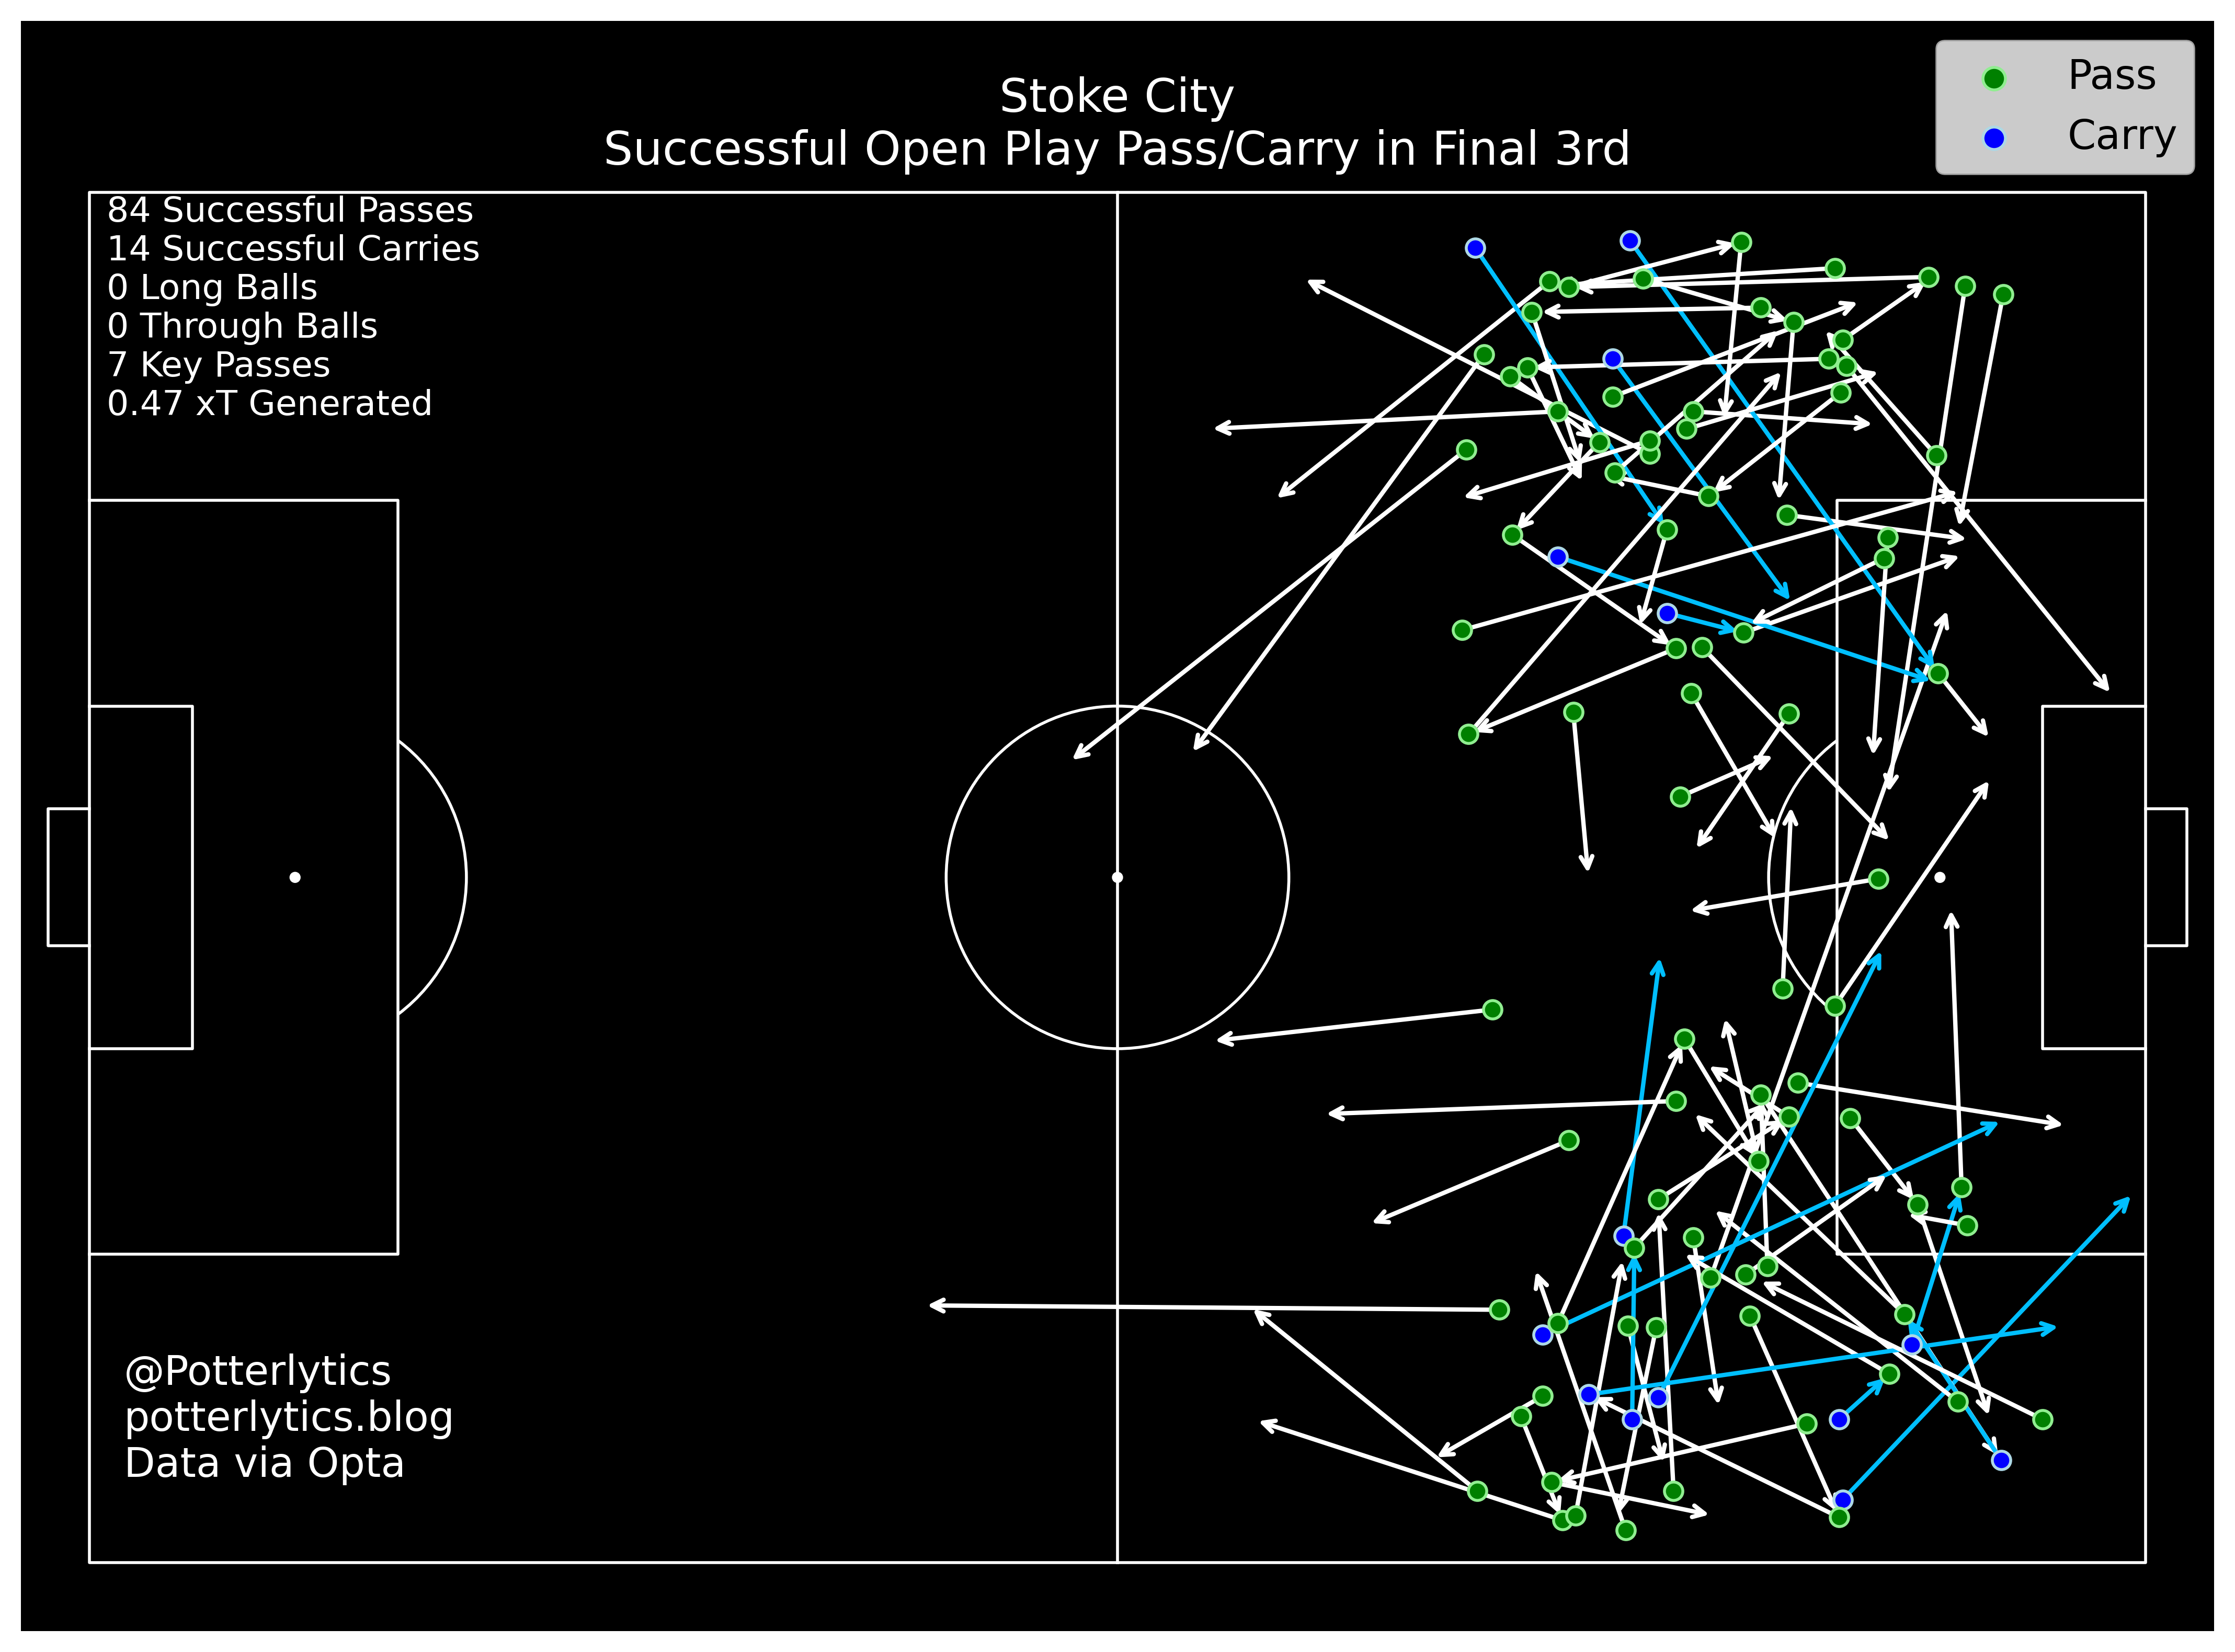 Stoke City
Successful Open Play Pass/Carry in Final 3rd
Pass
Carry
84 Successful Passes
14 Successful Carries
0 Long Balls
0 Through Balls
7 Key Passes
0.47 xT Generated
@Potterlytics
potterlytics.blog
Data via Opta